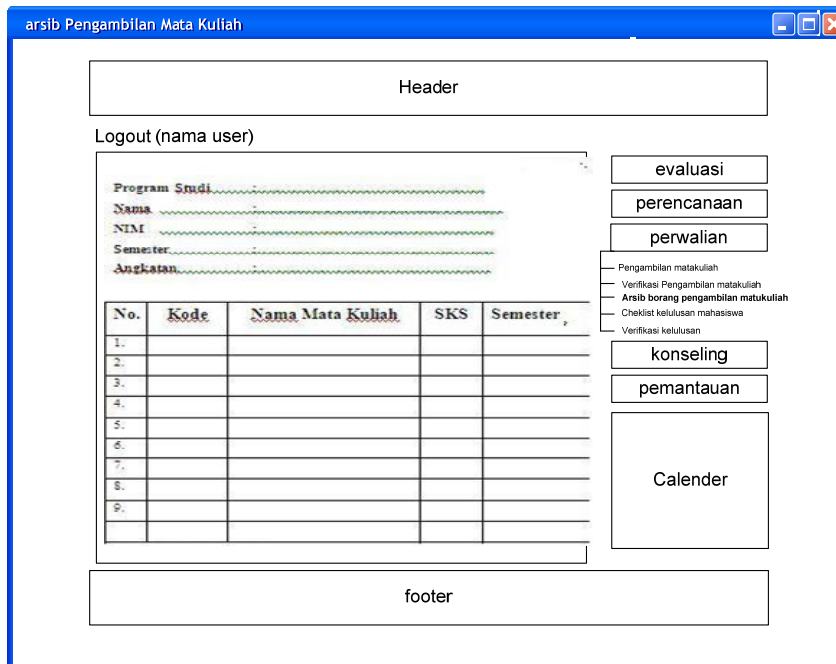 arsib Pengambilan Mata Kuliah
Header
Logout (nama user)
Program Studi :
Nama :
NIM :
Semester :
Angkatan :
No. Kode Nama Mata Kuliah SKS Semester
1.
2.
3.
4.
5.
6.
7.
8.
9.
evaluasi
perencanaan
perwalian
Pengambilan matakuliah
Verifikasi Pengambilan matakuliah
Arsib borang pengambilan matukuliah
Cheklist kelulusan mahasiswa
Verifikasi kelulusan
konseling
pemantauan
Calender
footer